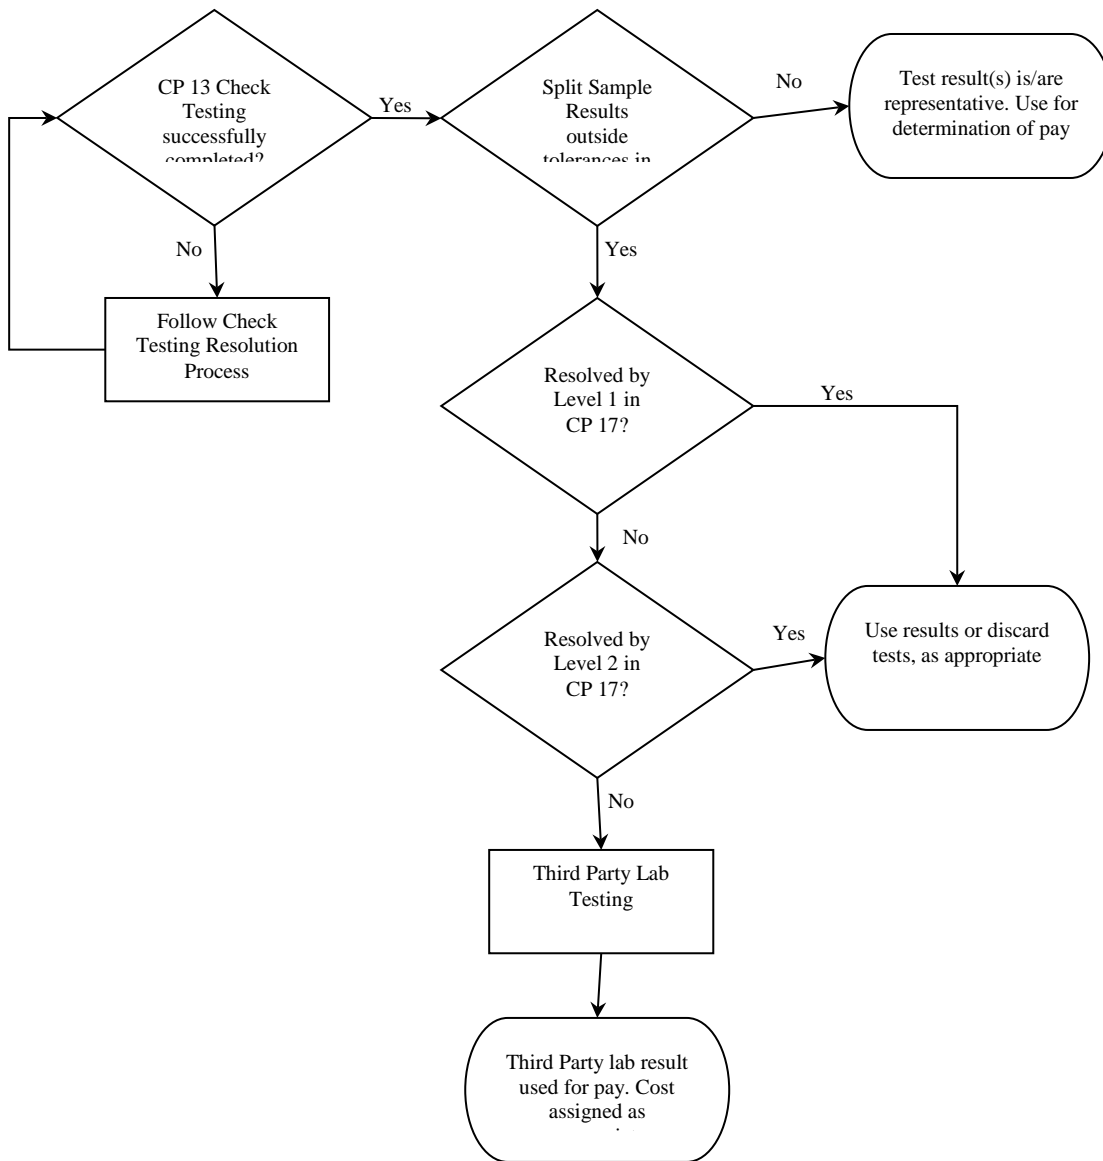 CP 13 Check
Testing
successfully
completed?
Yes
Split Sample
Results
outside
tolerances in
No
Test result(s) is/are
representative. Use for
determination of pay
No
Yes
Follow Check
Testing Resolution
Process
Resolved by
Level 1 in
CP 17?
Yes
No
Resolved by
Level 2 in
CP 17?
Yes
Use results or discard
tests, as appropriate
No
Third Party Lab
Testing
Third Party lab result
used for pay. Cost
assigned as